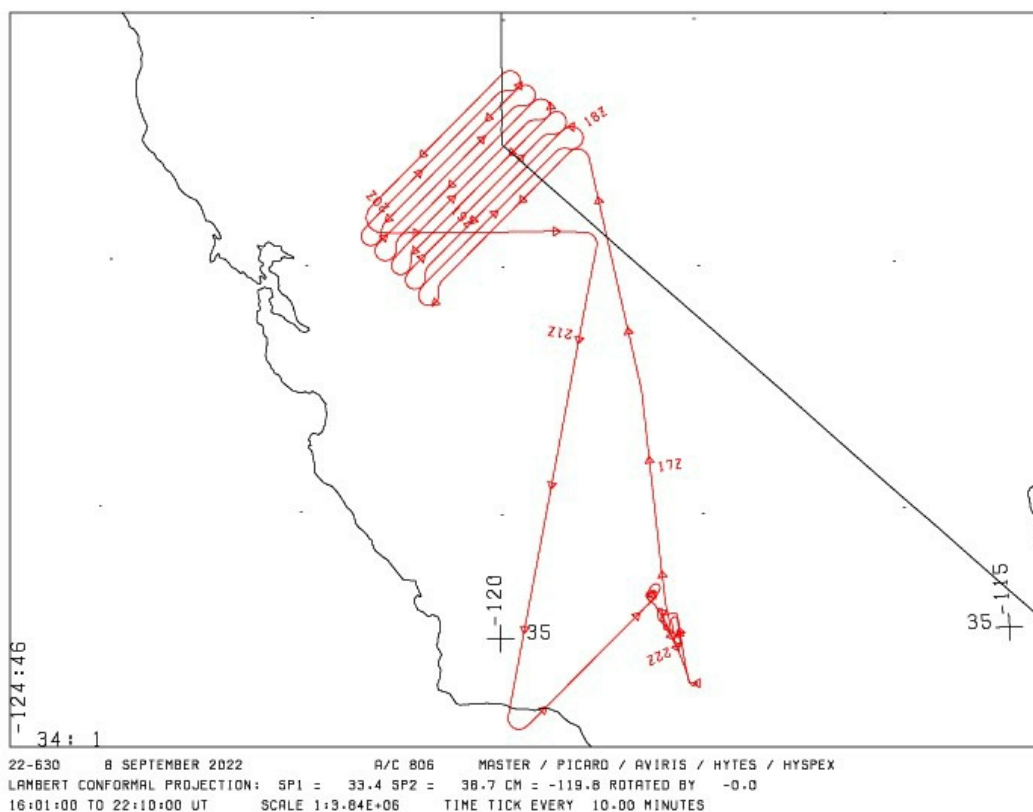 18Z
20Z
19Z
21Z
17Z
-120
35
-115
35
22Z
-124:46
34: 1
22-630 8 SEPTEMBER 2022 A/C 806 MASTER / PICARD / AVIRIS / HYTES / HYSPEX
LAMBERT CONFORMAL PROJECTION: SP1 = 33.4 SP2 = 38.7 CM = -119.8 ROTATED BY -0.0
16:01:00 TO 22:10:00 UT SCALE 1:3.84E+06 TIME TICK EVERY 10.00 MINUTES